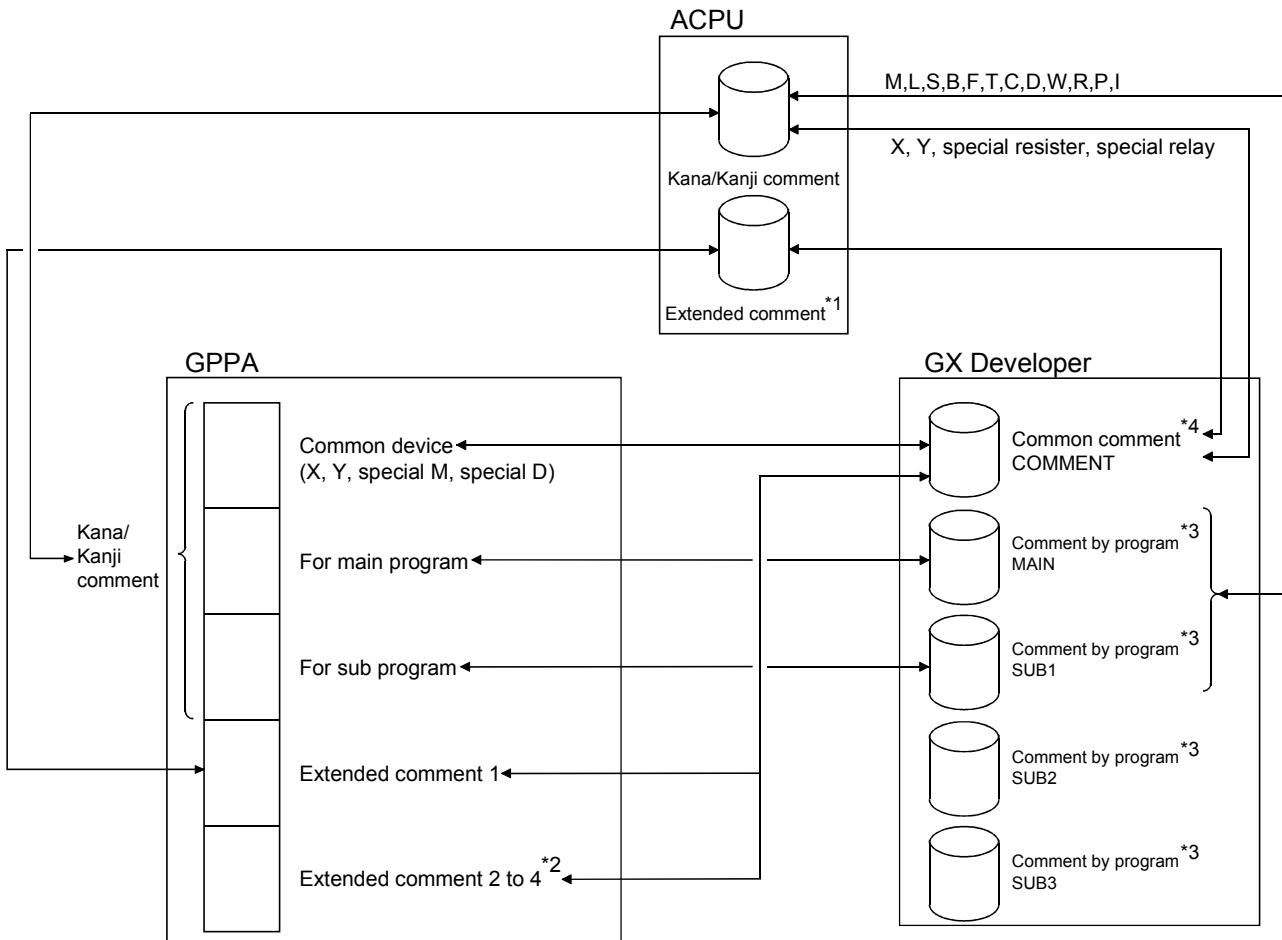 ACPU
M,L,S,B,F,T,C,D,W,R,P,I
X, Y, special resister, special relay
Kana/Kanji comment
Extended comment*1
GPPA
GX Developer
Common device
(X, Y, special M, special D)
Common comment*4
COMMENT
Kana/
Kanji
comment
For main program
Comment by program*3
MAIN
For sub program
Comment by program*3
SUB1
Extended comment 1
Comment by program*3
SUB2
Extended comment 2 to 4*2
Comment by program*3
SUB3